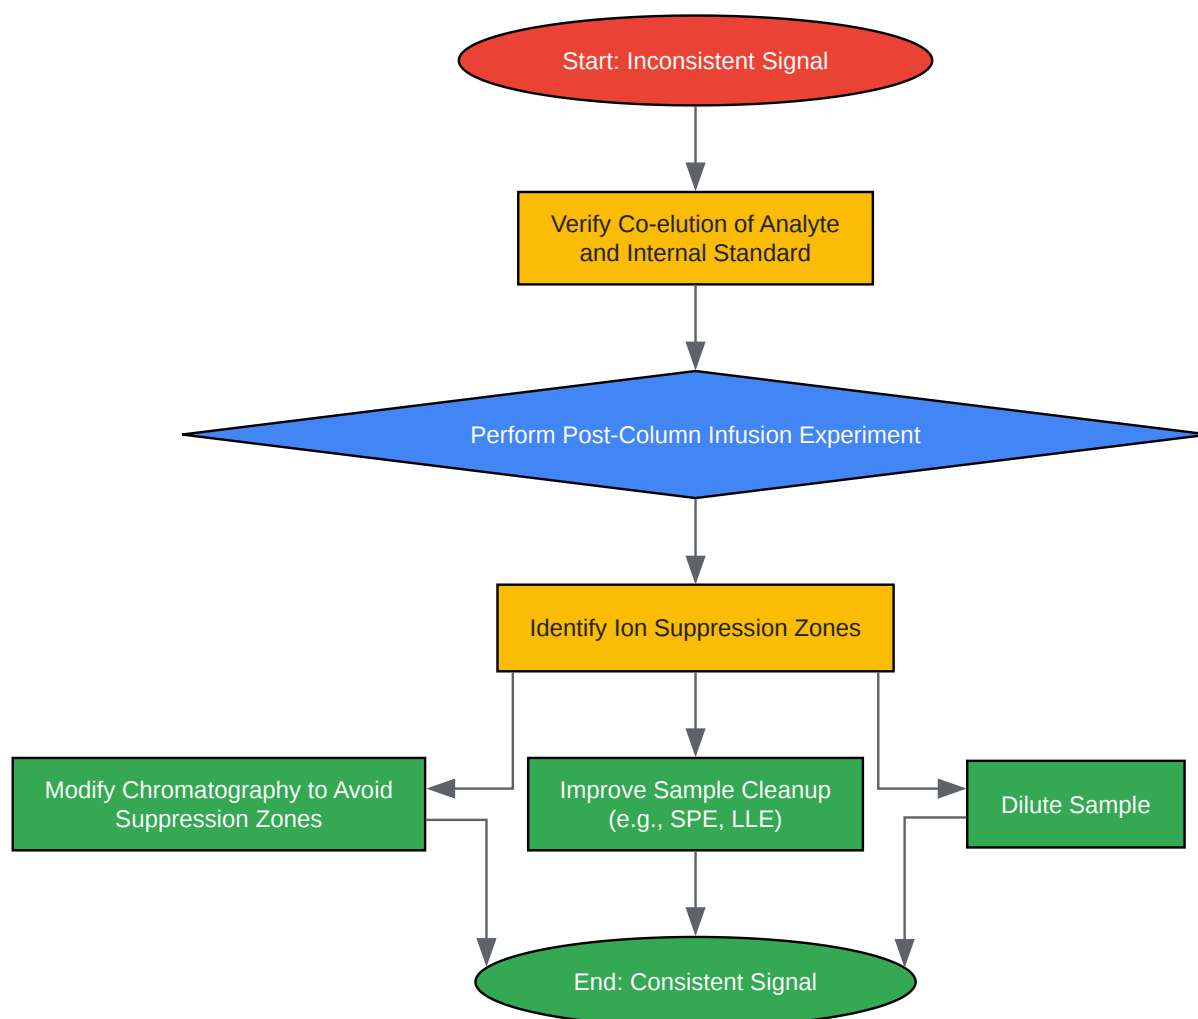 Start: Inconsistent Signal
Verify Co-elution of Analyte
and Internal Standard
Perform Post-Column Infusion Experiment
Identify Ion Suppression Zones
Modify Chromatography to Avoid
Suppression Zones
Improve Sample Cleanup
(e.g., SPE, LLE)
Dilute Sample
End: Consistent Signal